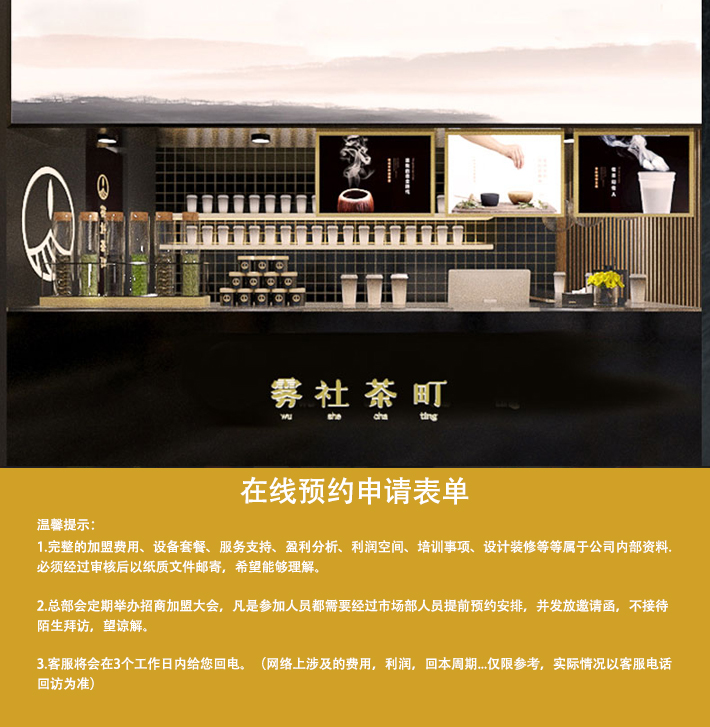 雾社茶町
wu she cha ting
在线预约申请表单
温馨提示：
1.完整的加盟费用、设备套餐、服务支持、盈利分析、利润空间、培训事项、设计装修等等属于公司内部资料.
必须经过审核后以纸质文件邮寄，希望能够理解。
2.总部会定期举办招商加盟大会，凡是参加人员都需要经过市场部人员提前预约安排，并发放邀请函，不接待
陌生拜访，望谅解。
3.客服将会在3个工作日内给您回电。（网络上涉及的费用，利润，回本周期...仅限参考，实际情况以客服电话
回访为准）